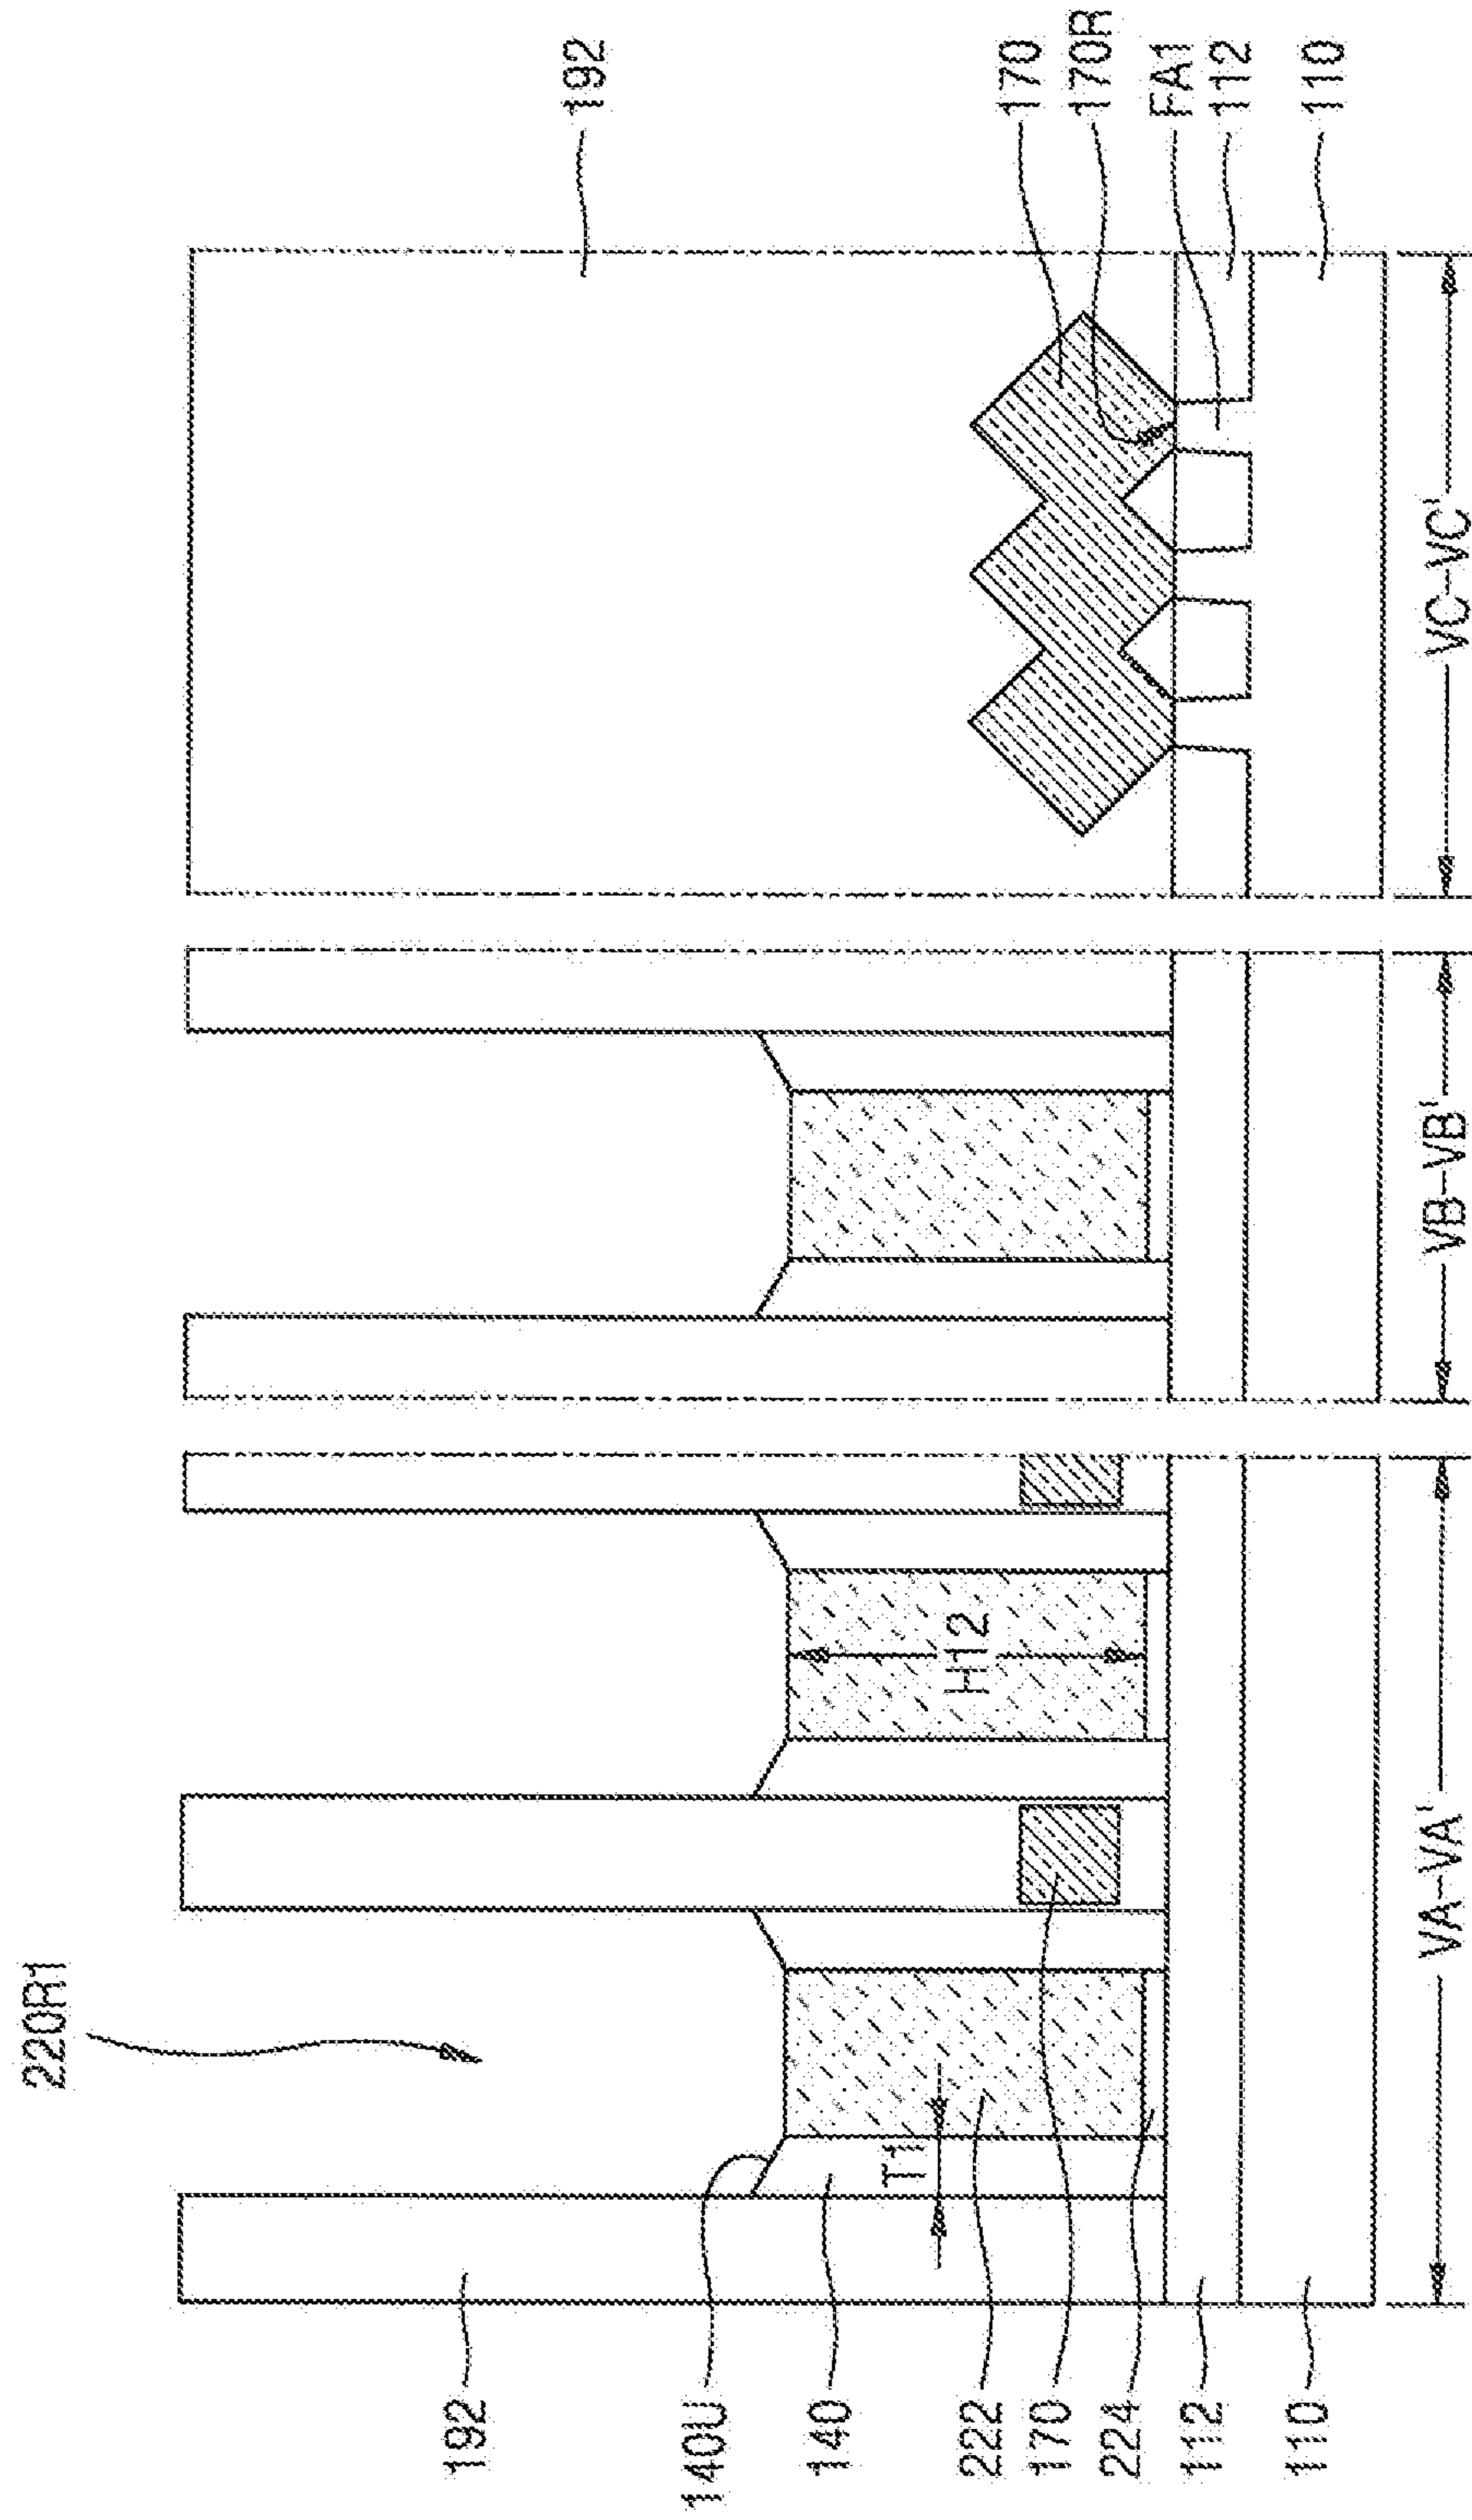 220R1
192
140U
140
222
170
224
112
110
T1
H12
192
170
170R
FA1
112
110
VA-VA'
VB-VB'
VC-VC'